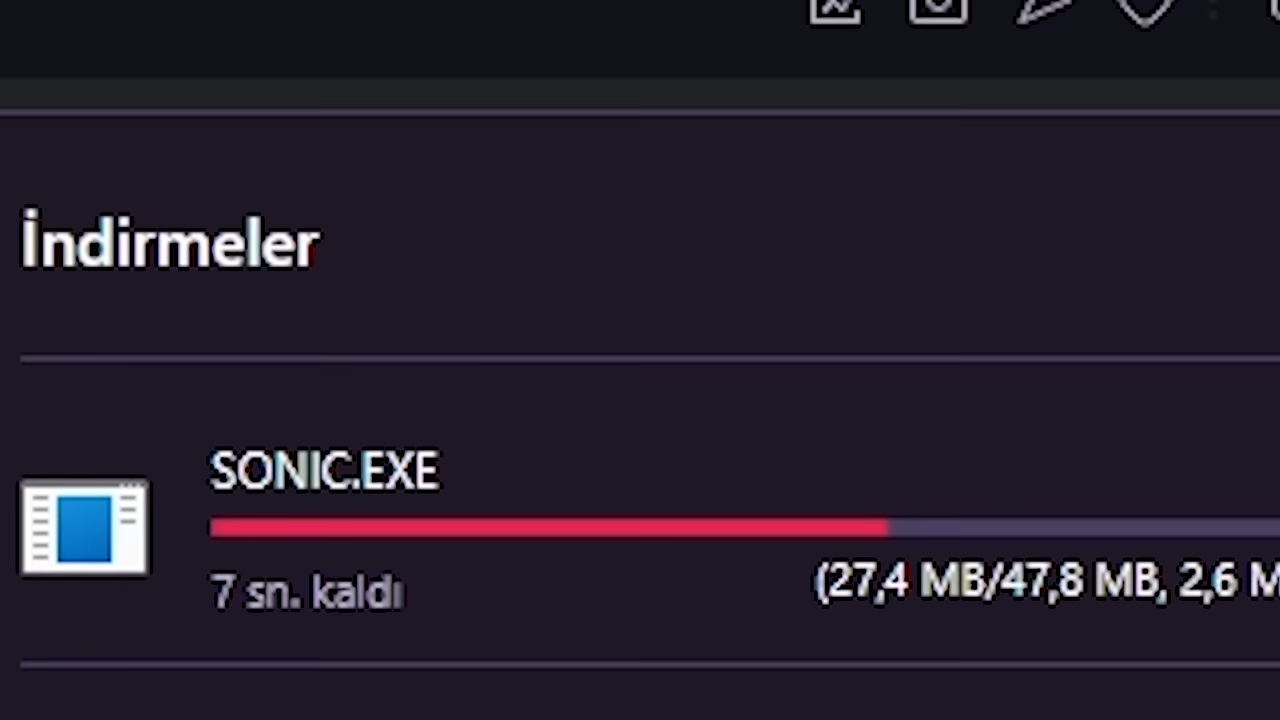 İndirmeler
SONIC.EXE
7 sn. kaldı
(27,4 MB/47,8 MB, 2,6 M